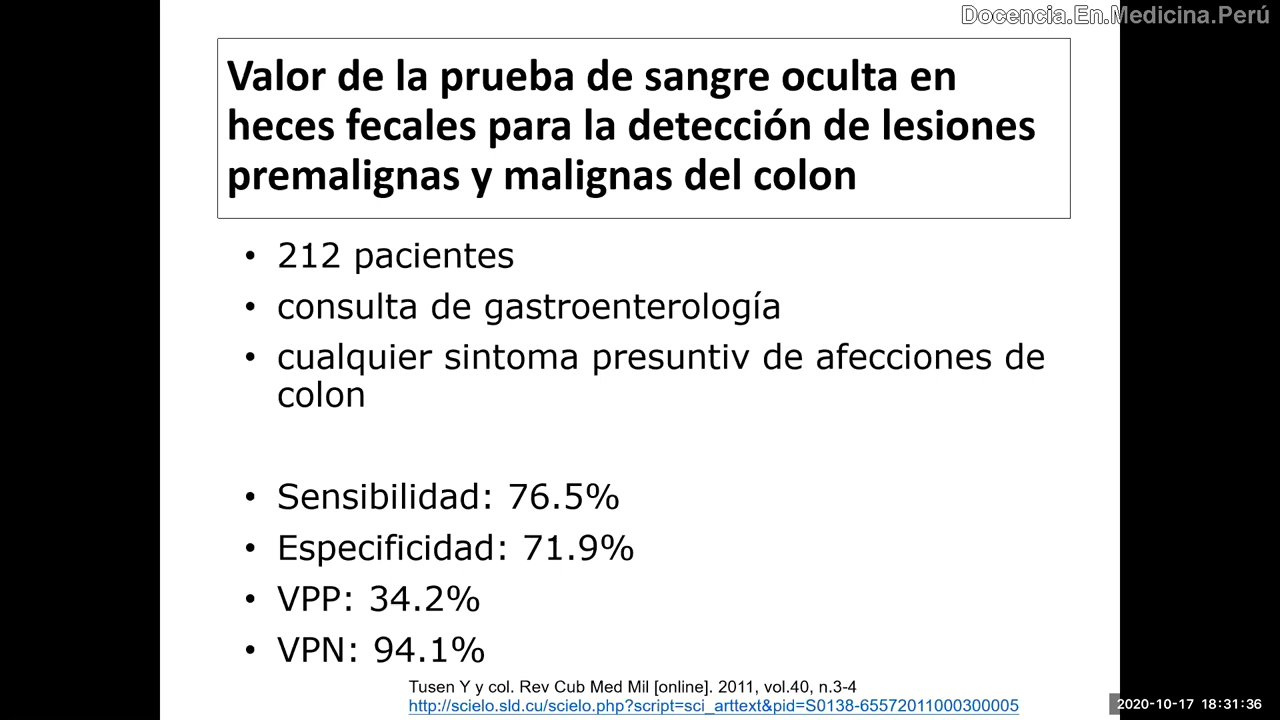 Docencia.En.Medicina.Perú
Valor de la prueba de sangre oculta en
heces fecales para la detección de lesiones
premalignas y malignas del colon
• 212 pacientes
• consulta de gastroenterología
• cualquier sintoma presuntiv de afecciones de
colon
• Sensibilidad: 76.5%
• Especificidad: 71.9%
• VPP: 34.2%
• VPN: 94.1%
Tusen Y y col. Rev Cub Med Mil [online]. 2011, vol.40, n.3-4
http://scielo.sld.cu/scielo.php?script=sci_arttext&pid=S0138-65572011000300005
2020-10-17 18:31:36